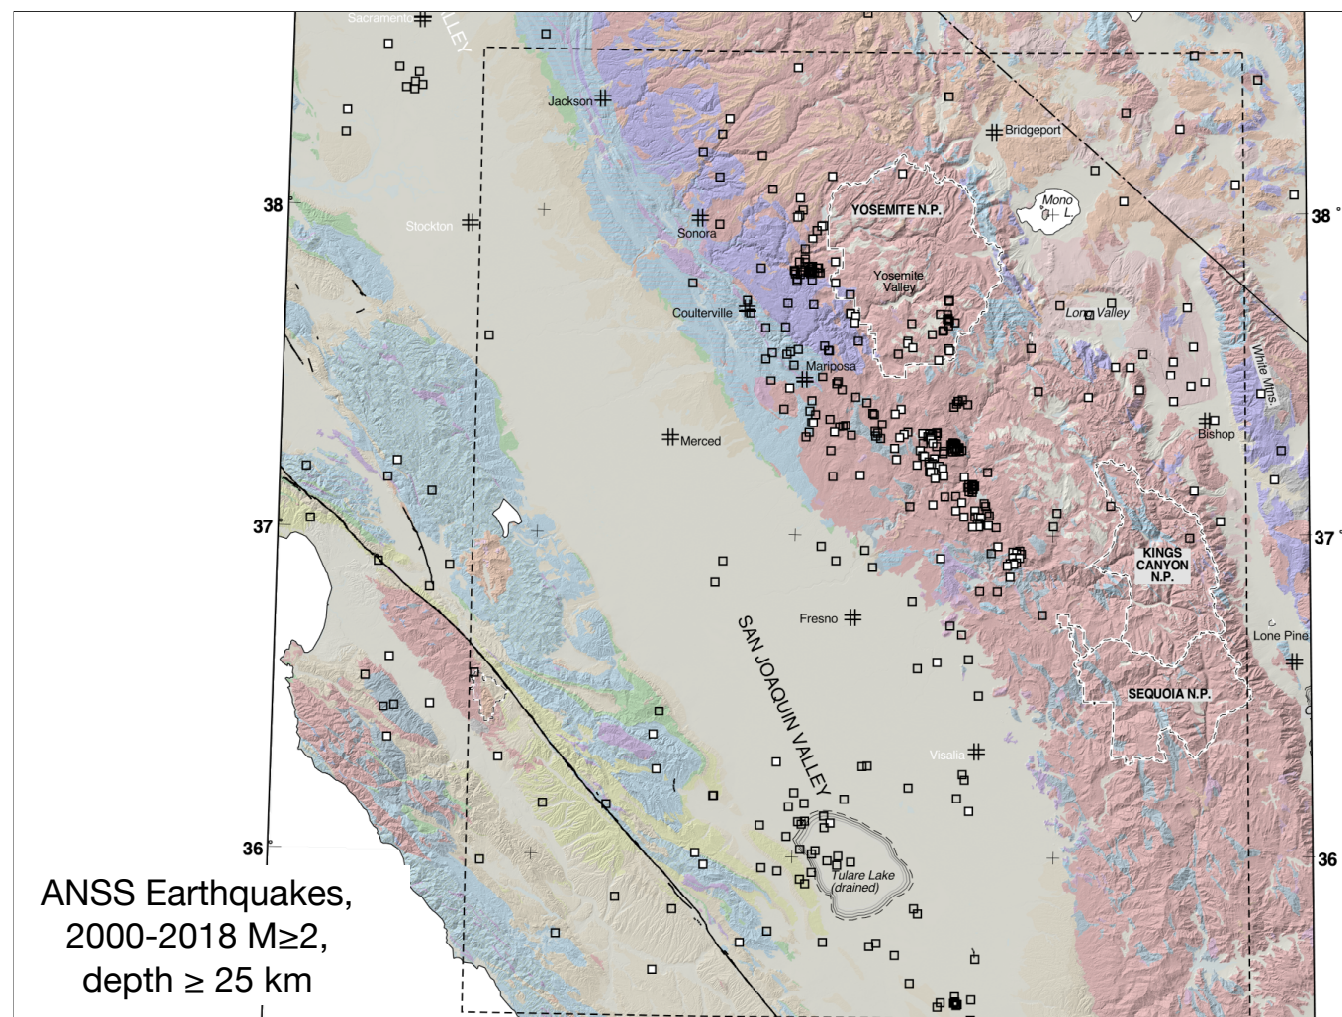 Sacramento
VALLEY
Jackson
Bridgeport
38°
Stockton
Sonora
YOSEMITE N.P.
Mono
L.
38°
Yosemite
Valley
Coulterville
Long Valley
Mariposa
White Mtns.
Merced
Bishop
37
37°
KINGS
CANYON
N.P.
Fresno
SAN JOAQUIN VALLEY
Lone Pine
SEQUOIA N.P.
Visalia
36°
36°
Tulare Lake
(drained)
ANSS Earthquakes,
2000-2018 M≥2,
depth ≥ 25 km